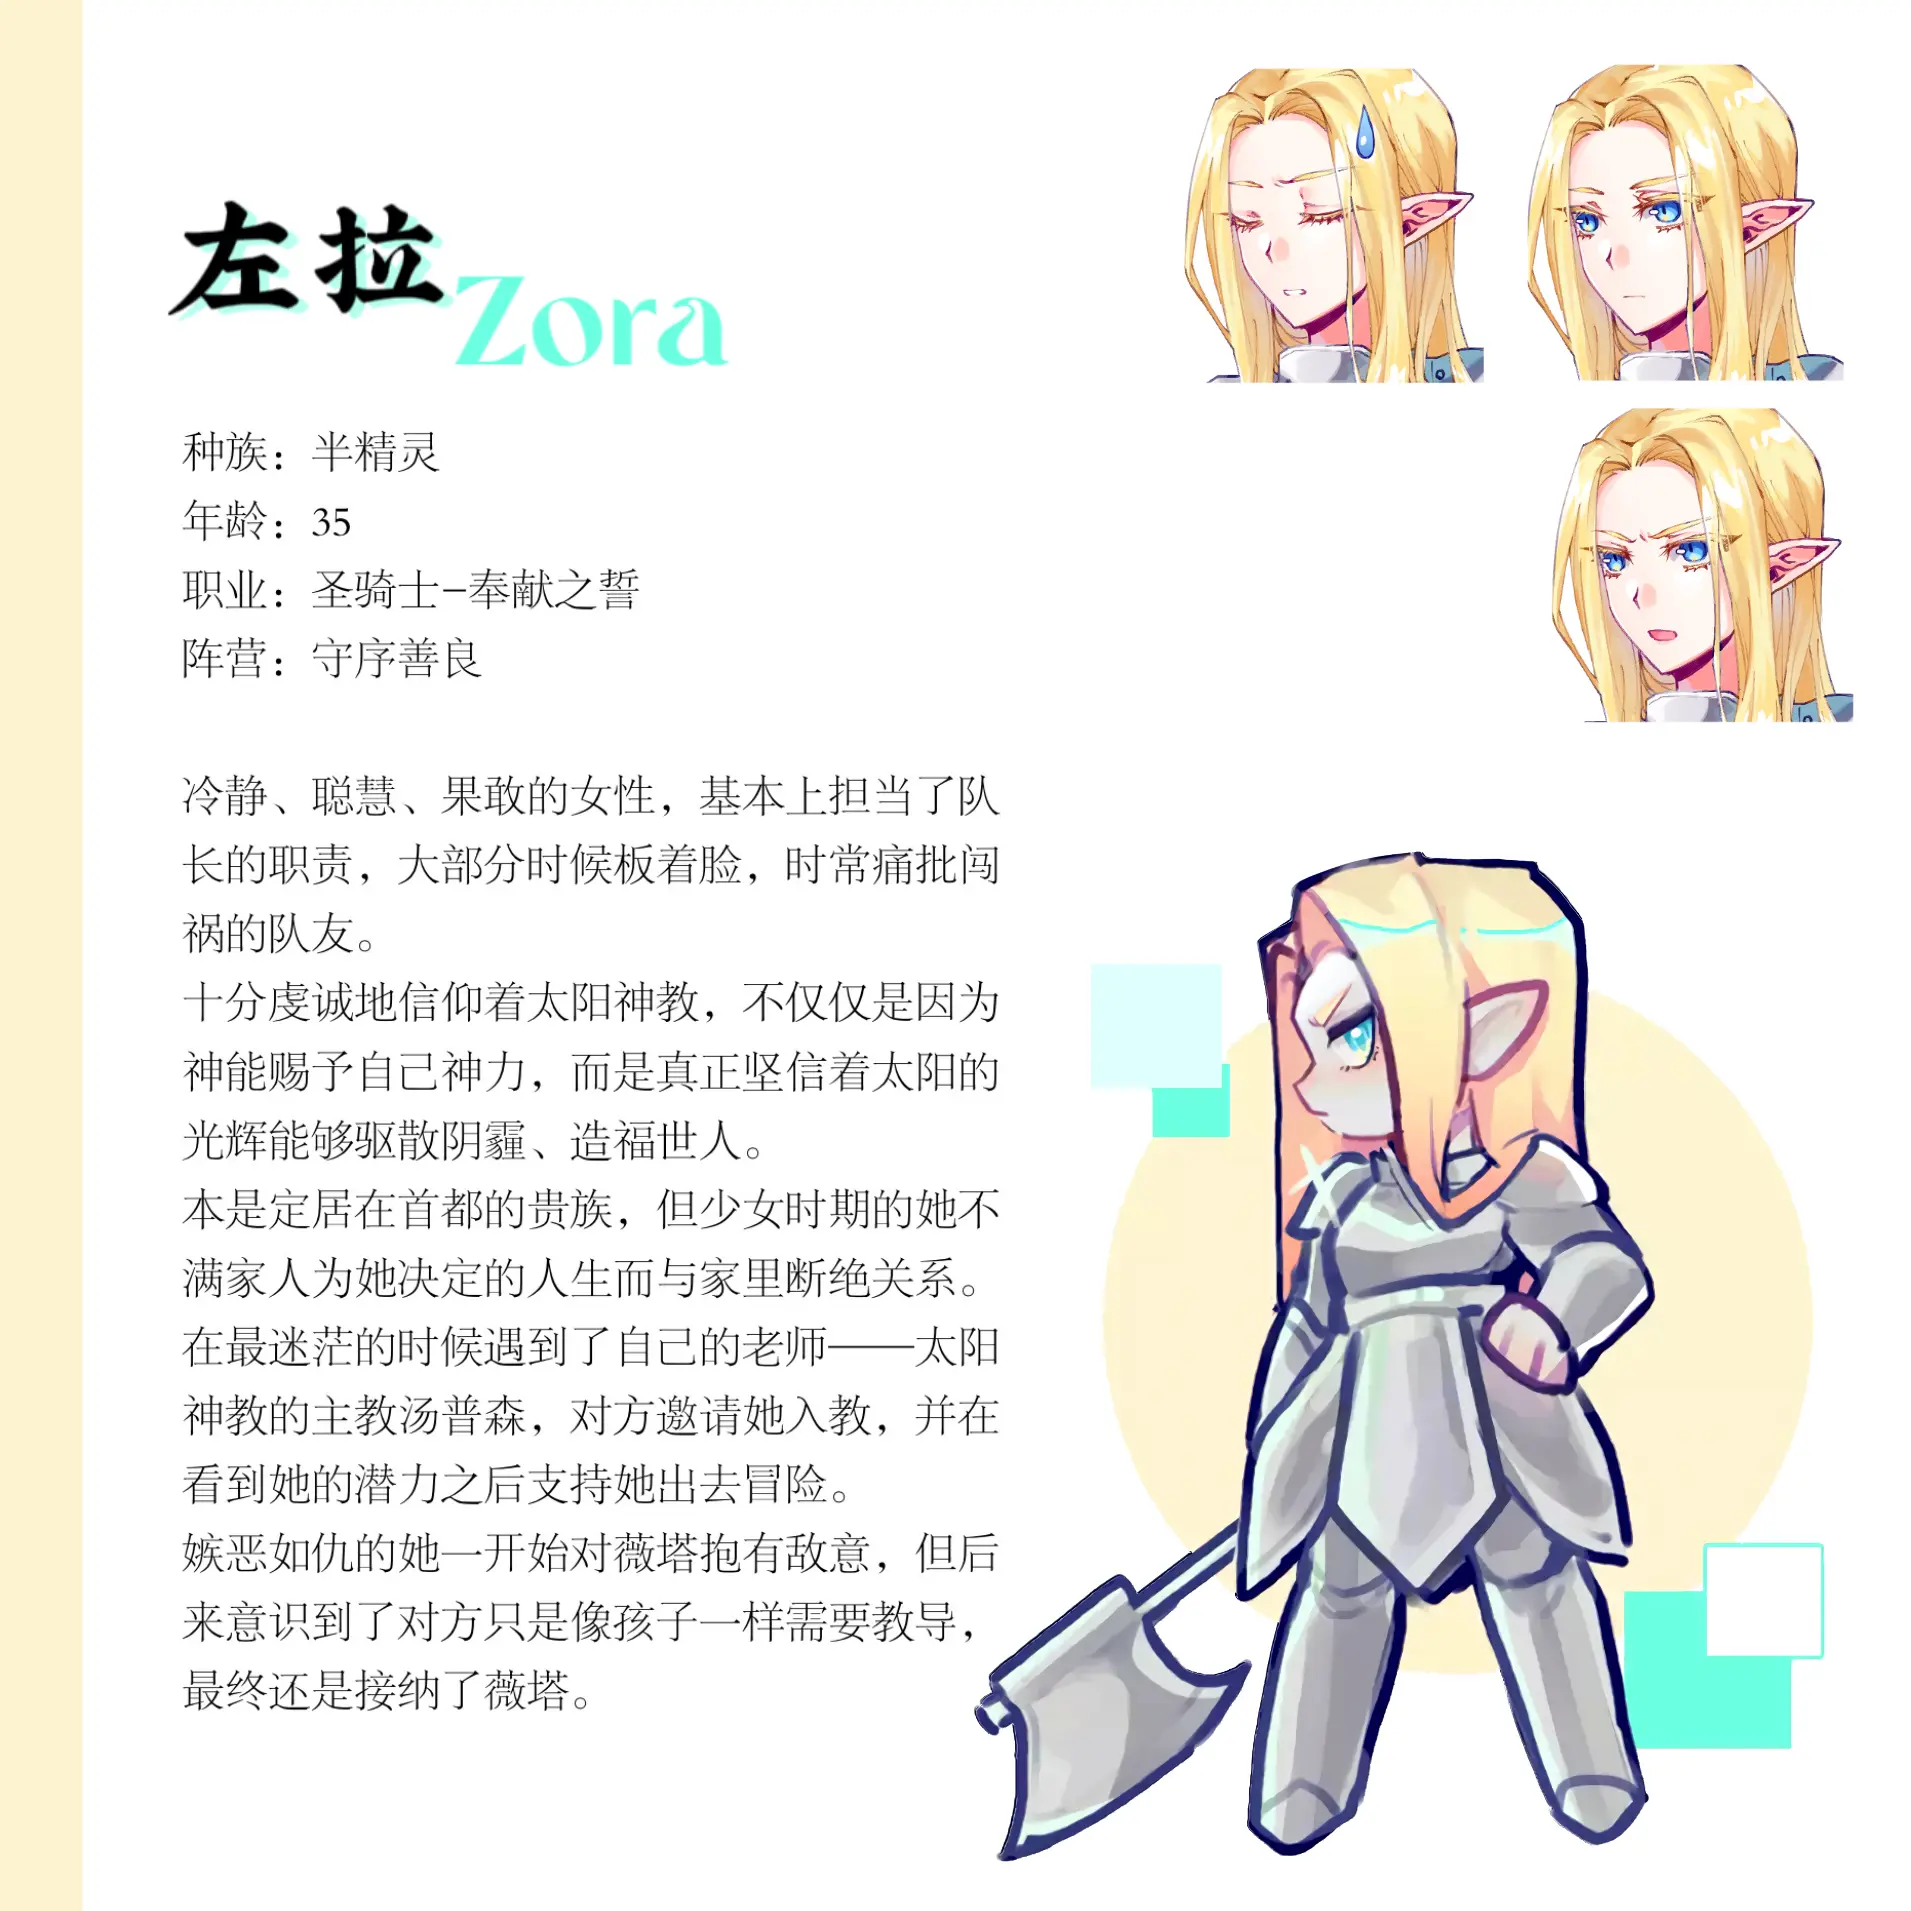 左拉
Zora
种族：半精灵
年龄：35
职业：圣骑士-奉献之誓
阵营：守序善良
冷静、聪慧、果敢的女性，基本上担当了队
长的职责，大部分时候板着脸，时常痛批闯
祸的队友。
十分虔诚地信仰着太阳神教，不仅仅是因为
神能赐予自己神力，而是真正坚信着太阳的
光辉能够驱散阴霾、造福世人。
本是定居在首都的贵族，但少女时期的她不
满家人为她决定的人生而与家里断绝关系。
在最迷茫的时候遇到了自己的老师——太阳
神教的主教汤普森，对方邀请她入教，并在
看到她的潜力之后支持她出去冒险。
嫉恶如仇的她一开始对薇塔抱有敌意，但后
来意识到了对方只是像孩子一样需要教导，
最终还是接纳了薇塔。